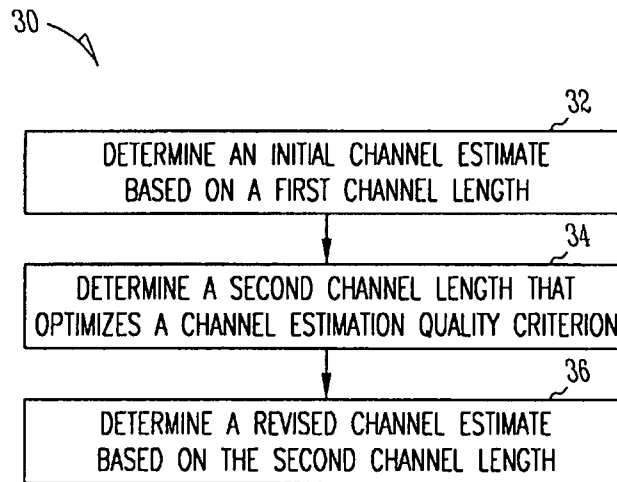 30
32
DETERMINE AN INITIAL CHANNEL ESTIMATE
BASED ON A FIRST CHANNEL LENGTH
34
DETERMINE A SECOND CHANNEL LENGTH THAT
OPTIMIZES A CHANNEL ESTIMATION QUALITY CRITERION
36
DETERMINE A REVISED CHANNEL ESTIMATE
BASED ON THE SECOND CHANNEL LENGTH